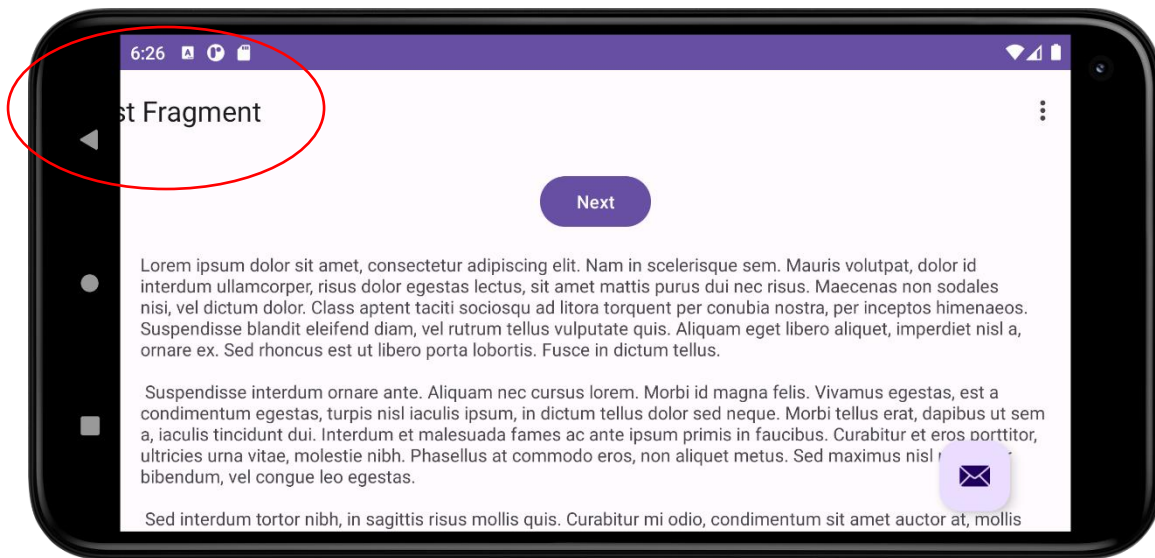 6:26
st Fragment
Next
Lorem ipsum dolor sit amet, consectetur adipiscing elit. Nam in scelerisque sem. Mauris volutpat, dolor id
interdum ullamcorper, risus dolor egestas lectus, sit amet mattis purus dui nec risus. Maecenas non sodales
nisi, vel dictum dolor. Class aptent taciti sociosqu ad litora torquent per conubia nostra, per inceptos himenaeos.
Suspendisse blandit eleifend diam, vel rutrum tellus vulputate quis. Aliquam eget libero aliquet, imperdiet nisl a,
ornare ex. Sed rhoncus est ut libero porta lobortis. Fusce in dictum tellus.
Suspendisse interdum ornare ante. Aliquam nec cursus lorem. Morbi id magna felis. Vivamus egestas, est a
condimentum egestas, turpis nisl iaculis ipsum, in dictum tellus dolor sed neque. Morbi tellus erat, dapibus ut sem
a, iaculis tincidunt dui. Interdum et malesuada fames ac ante ipsum primis in faucibus. Curabitur et eros porttitor,
ultricies urna vitae, molestie nibh. Phasellus at commodo eros, non aliquet metus. Sed maximus nisl
bibendum, vel congue leo egestas.
Sed interdum tortor nibh, in sagittis risus mollis quis. Curabitur mi odio, condimentum sit amet auctor at, mollis